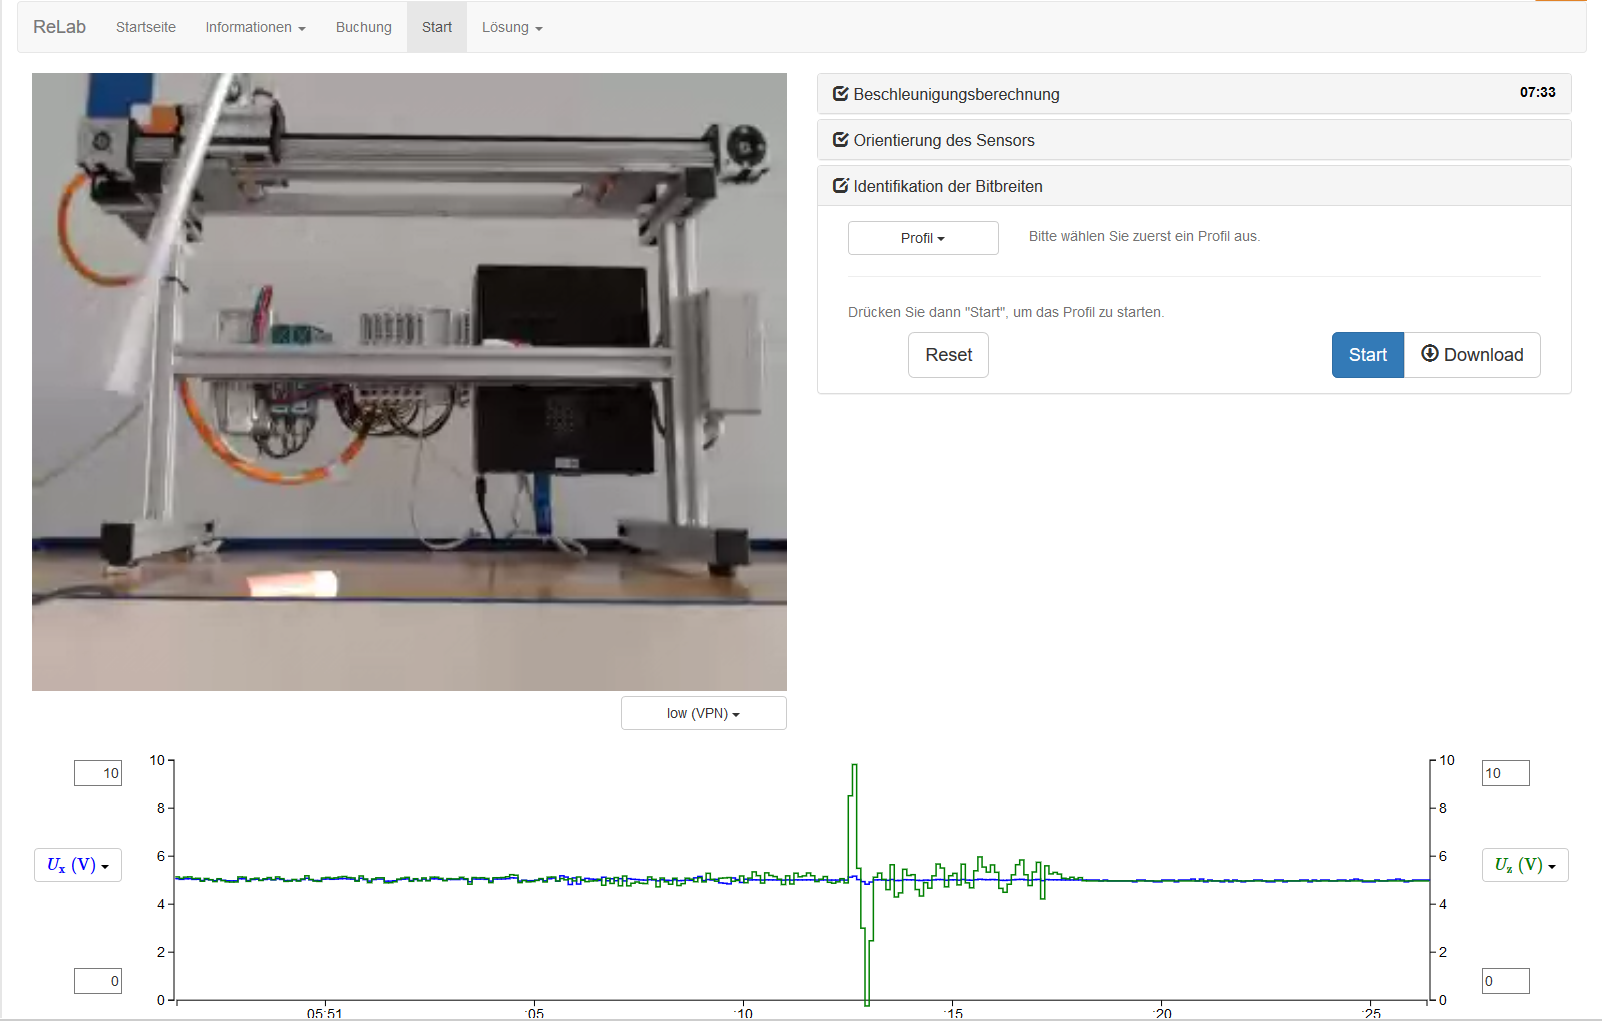 ReLab Startseite Informationen Buchung Start Lösung
Beschleunigungsberechnung 07:33
Orientierung des Sensors
Identifikation der Bitbreiten
Profil Bitte wählen Sie zuerst ein Profil aus.
Drücken Sie dann "Start", um das Profil zu starten.
Reset Start Download
low (VPN)
10 10 10 10
8 8
Ux (V) 6 6 Uz (V)
4 4
2 2
0 0 0 0
05:51 :05 :10 :15 :20 :25